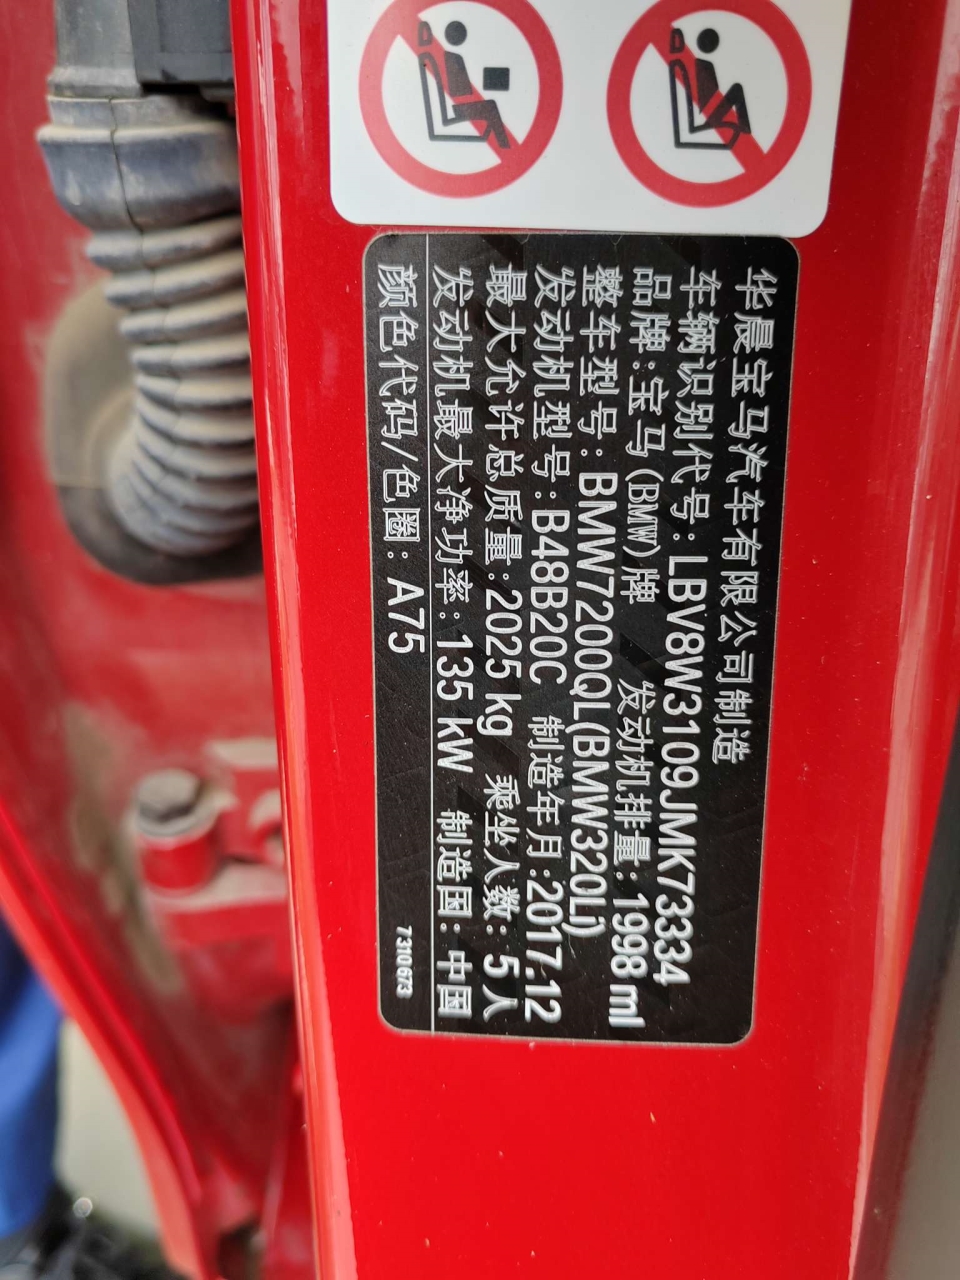 华晨宝马汽车有限公司制造
车辆识别代号：LBV8W3109JMK73334
品牌：宝马(BMW)牌 发动机排量：1998 ml
整车型号：BMW7200QL(BMW320Li)
发动机型号：B48B20C 制造年月：2017.12
最大允许总质量：2025 kg 乘坐人数：5人
发动机最大净功率：135 kW 制造国：中国
颜色代码/色圈：A75
7310673